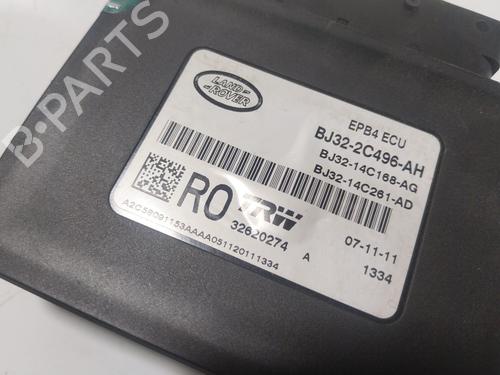 B-PARTS
LAND-
ROVER
EPB4 ECU
BJ32-2C496-AH
BJ32-14C168-AG
BJ32-14C261-AD
RO TRW
32620274 A
07-11-11
1334
A2C59091153AAAA051120111334